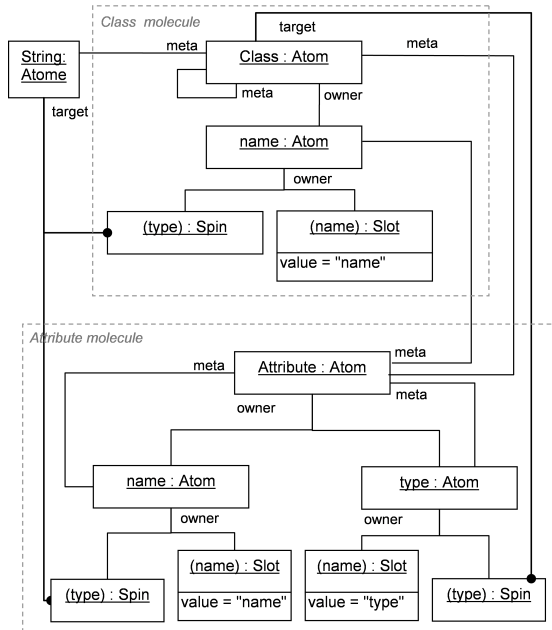 Class molecule
target
meta
meta
String:
Atome
Class : Atom
meta
owner
target
name : Atom
owner
(type) : Spin
(name) : Slot
value = "name"
Attribute molecule
meta
meta
Attribute : Atom
meta
owner
name : Atom
type : Atom
owner
owner
(name) : Slot
(name) : Slot
(type) : Spin
(type) : Spin
value = "name"
value = "type"